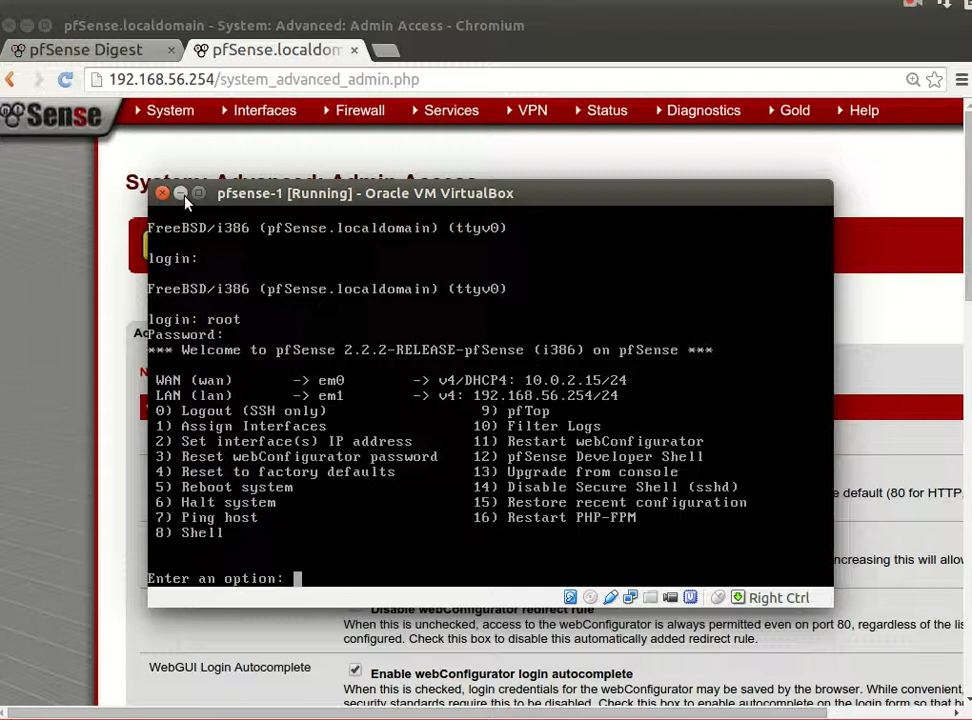 pfSense.localdomain - System: Advanced: Admin Access - Chromium
pfSense Digest
pfSense.localdom
192.168.56.254/system_advanced_admin.php
Sense
System
Interfaces
Firewall
Services
VPN
Status
Diagnostics
Gold
Help
System: Advanced: Admin Access
pfsense-1 [Running] - Oracle VM VirtualBox
FreeBSD/i386 (pfSense.localdomain) (ttyv0)
login:
FreeBSD/i386 (pfSense.localdomain) (ttyv0)
login: root
Password:
*** Welcome to pfSense 2.2.2-RELEASE-pfSense (i386) on pfSense ***
WAN (wan) -> em0 -> v4/DHCP4: 10.0.2.15/24
LAN (lan) -> em1 -> v4: 192.168.56.254/24
0) Logout (SSH only) 9) pfTop
1) Assign Interfaces 10) Filter Logs
2) Set interface(s) IP address 11) Restart webConfigurator
3) Reset webConfigurator password 12) pfSense Developer Shell
4) Reset to factory defaults 13) Upgrade from console
5) Reboot system 14) Disable Secure Shell (sshd)
6) Halt system 15) Restore recent configuration
7) Ping host 16) Restart PHP-FPM
8) Shell
Enter an option:
Right Ctrl
default (80 for HTTP,
ncreasing this will allow
Disable webConfigurator redirect rule
When this is unchecked, access to the webConfigurator is always permitted even on port 80, regardless of the lis
configured. Check this box to disable this automatically added redirect rule.
WebGUI Login Autocomplete
Enable webConfigurator login autocomplete
When this is checked, login credentials for the webConfigurator may be saved by the browser. While convenient,
security standards require this to be disabled. Check this box to enable autocomplete on the login form so that b